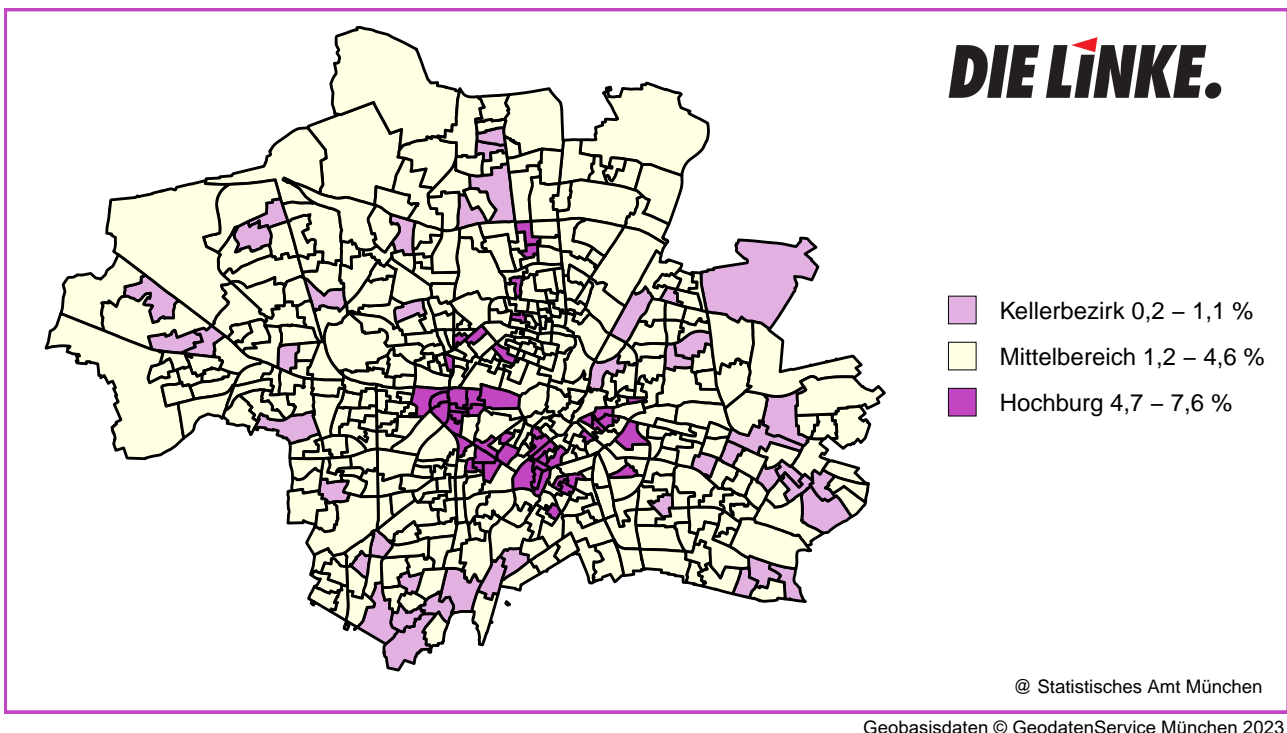 DIE LiNKE.
Kellerbezirk 0,2 – 1,1 %
Mittelbereich 1,2 – 4,6 %
Hochburg 4,7 – 7,6 %
@ Statistisches Amt München
Geobasisdaten © GeodatenService München 2023